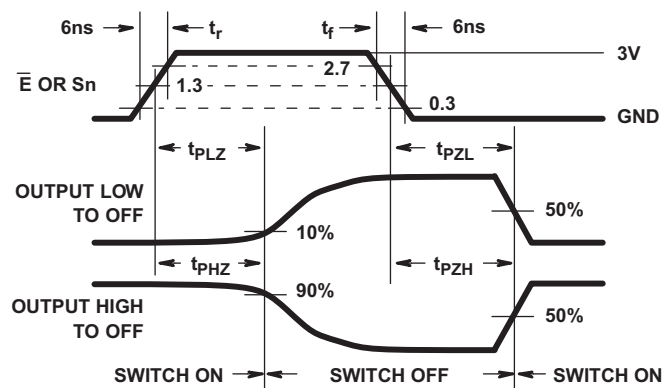 6ns tr tf 6ns
3V
E OR Sn 1.3 2.7 0.3
GND
tPLZ tPZL
OUTPUT LOW
TO OFF
10% 50%
tPHZ tPZH
OUTPUT HIGH
TO OFF
90% 50%
SWITCH ON SWITCH OFF SWITCH ON